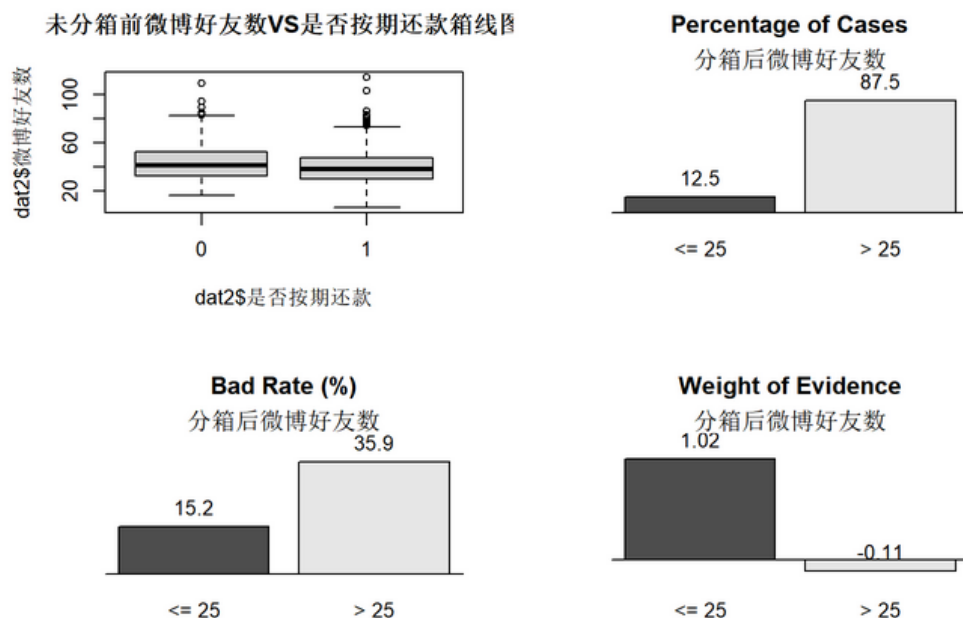 未分箱前微博好友数VS是否按期还款箱线图
dat2$微博好友数
100
60
20
0
1
dat2$是否按期还款
Percentage of Cases
分箱后微博好友数
87.5
12.5
<= 25
> 25
Bad Rate (%)
分箱后微博好友数
35.9
15.2
<= 25
> 25
Weight of Evidence
分箱后微博好友数
1.02
-0.11
<= 25
> 25